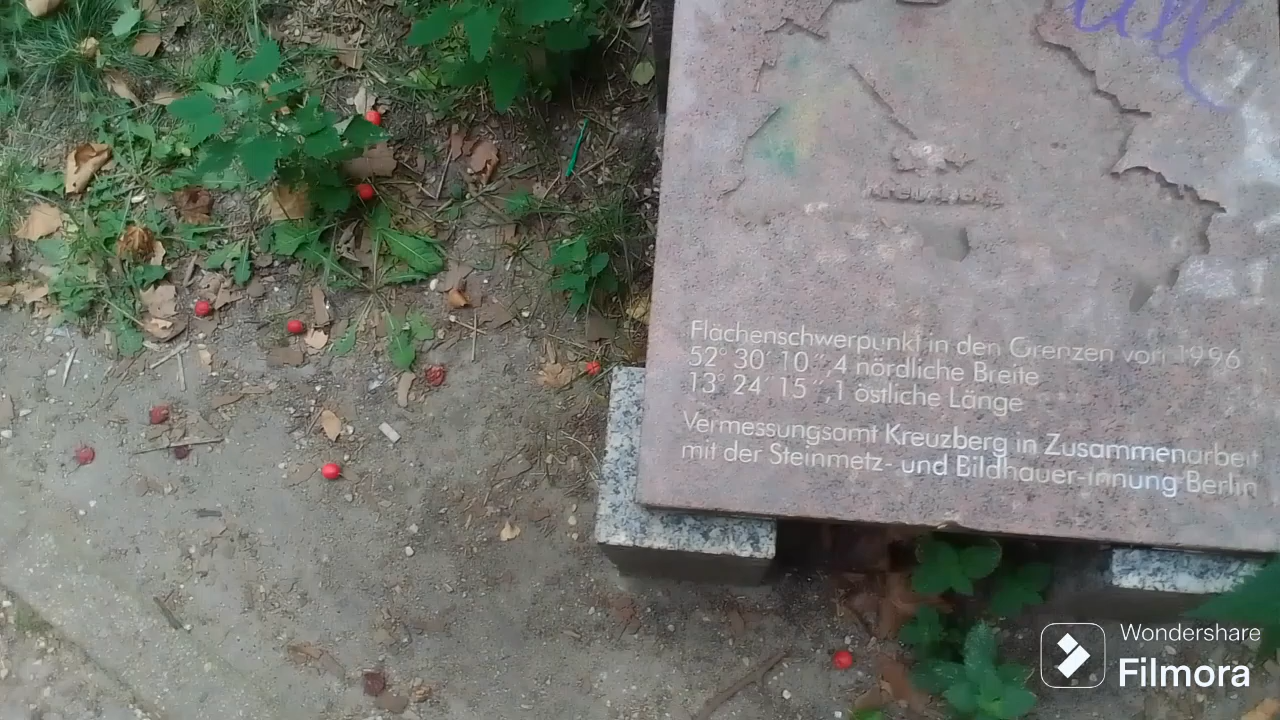 Kreuzberg
Flächenschwerpunkt in den Grenzen von 1996
52° 30′ 10″,4 nördliche Breite
13° 24′ 15″,1 östliche Länge
Vermessungsamt Kreuzberg in Zusammenarbeit
mit der Steinmetz- und Bildhauer-innung Berlin
Wondershare
Filmora